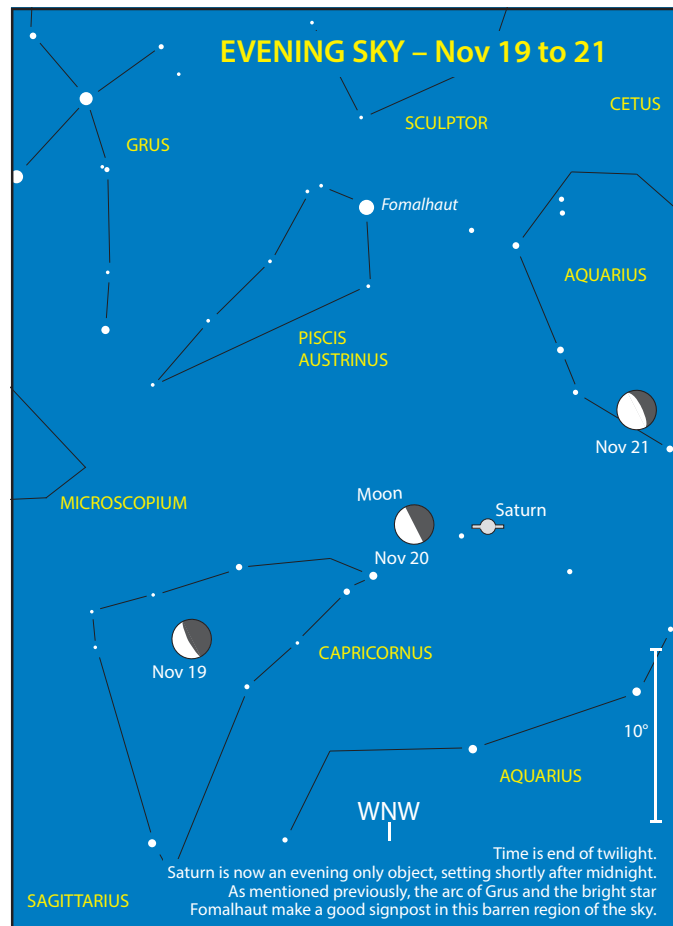 EVENING SKY – Nov 19 to 21
CETUS
SCULPTOR
GRUS
Fomalhaut
AQUARIUS
PISCIS
AUSTRINUS
Nov 21
MICROSCOPIUM
Moon
Saturn
Nov 20
CAPRICORNUS
Nov 19
10°
AQUARIUS
WNW
Time is end of twilight.
Saturn is now an evening only object, setting shortly after midnight.
As mentioned previously, the arc of Grus and the bright star
Fomalhaut make a good signpost in this barren region of the sky.
SAGITTARIUS